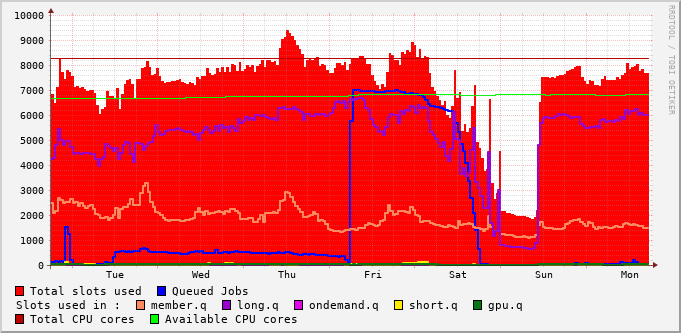 10000
9000
8000
7000
6000
5000
4000
3000
2000
1000
0
Tue Wed Thu Fri Sat Sun Mon
RRDTOOL / TOBI OETIKER
Total slots used Queued Jobs
Slots used in : member.q long.q ondemand.q short.q gpu.q
Total CPU cores Available CPU cores